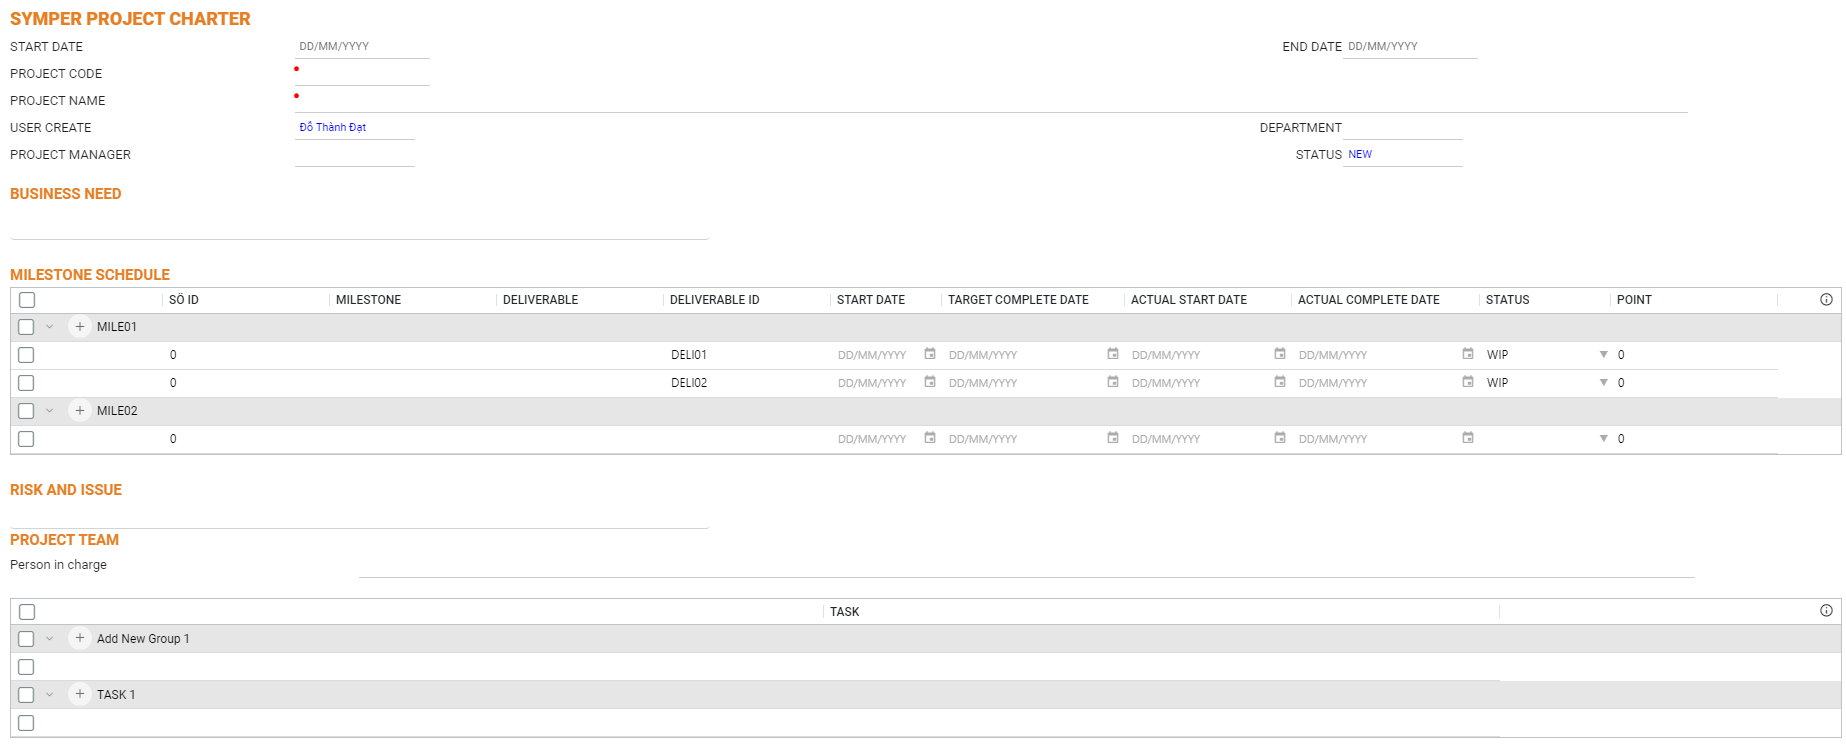 SYMPER PROJECT CHARTER
START DATE DD/MM/YYYY END DATE DD/MM/YYYY
PROJECT CODE
PROJECT NAME
USER CREATE Đỗ Thành Đạt DEPARTMENT
PROJECT MANAGER STATUS NEW
BUSINESS NEED
MILESTONE SCHEDULE
SỐ ID MILESTONE DELIVERABLE DELIVERABLE ID START DATE TARGET COMPLETE DATE ACTUAL START DATE ACTUAL COMPLETE DATE STATUS POINT
+ MILE01
0 DELI01 DD/MM/YYYY DD/MM/YYYY DD/MM/YYYY DD/MM/YYYY WIP 0
0 DELI02 DD/MM/YYYY DD/MM/YYYY DD/MM/YYYY DD/MM/YYYY WIP 0
+ MILE02
0 DD/MM/YYYY DD/MM/YYYY DD/MM/YYYY DD/MM/YYYY 0
RISK AND ISSUE
PROJECT TEAM
Person in charge
TASK
+ Add New Group 1
+ TASK 1